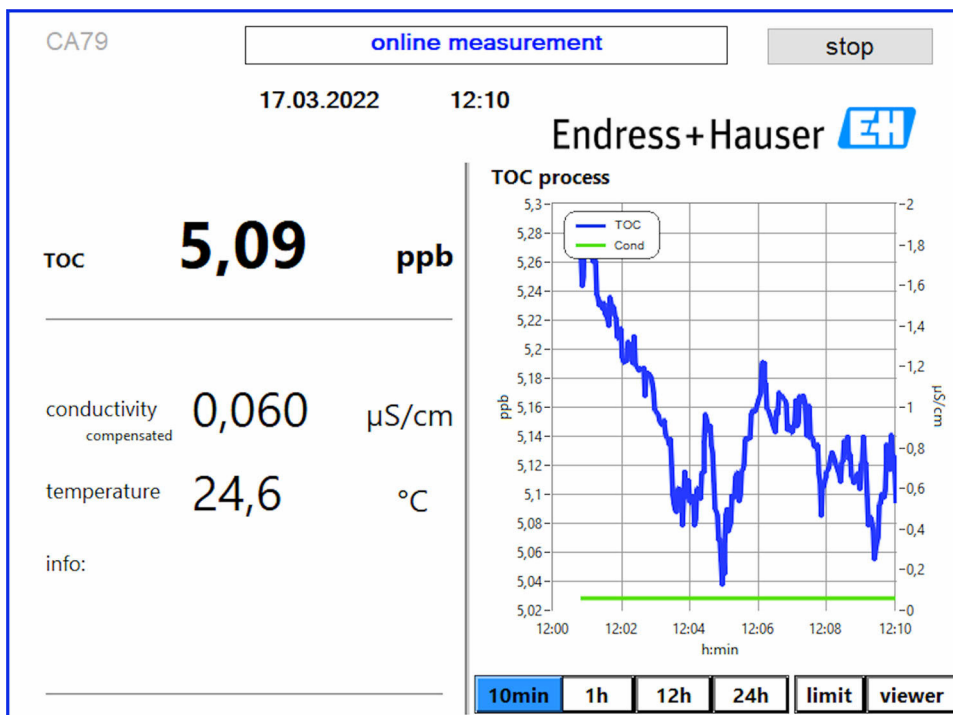 CA79
online measurement
stop
17.03.2022 12:10
Endress+Hauser EH
TOC process
TOC 5,09 ppb
conductivity compensated 0,060 µS/cm
temperature 24,6 °C
info:
TOC
Cond
5,3
5,28
5,26
5,24
5,22
5,2
5,18
5,16
5,14
5,12
5,1
5,08
5,06
5,04
5,02
ppb
2
1,8
1,6
1,4
1,2
1
0,8
0,6
0,4
0,2
0
µS/cm
12:00 12:02 12:04 12:06 12:08 12:10
h:min
10min 1h 12h 24h limit viewer